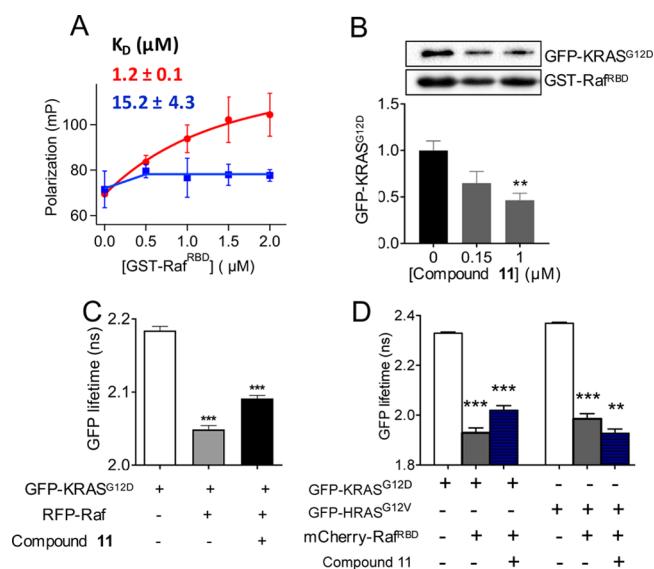 A
K_D (μM)
1.2 ± 0.1
15.2 ± 4.3
Polarization (mP)
100
80
60
0.0 0.5 1.0 1.5 2.0
[GST-Raf^RBD] ( μM)
B
GFP-KRAS^G12D
GST-Raf^RBD
GFP-KRAS^G12D
1.5
1.0
0.5
0.0
**
0 0.15 1
[Compound 11] (μM)
C
GFP lifetime (ns)
2.2
2.1
2.0
*** ***
GFP-KRAS^G12D + + +
RFP-Raf - + +
Compound 11 - - +
D
GFP lifetime (ns)
2.4
2.2
2.0
1.8
*** *** *** **
GFP-KRAS^G12D + + + - - -
GFP-HRAS^G12V - - - + + +
mCherry-Raf^RBD - + + - + +
Compound 11 - - + - - +